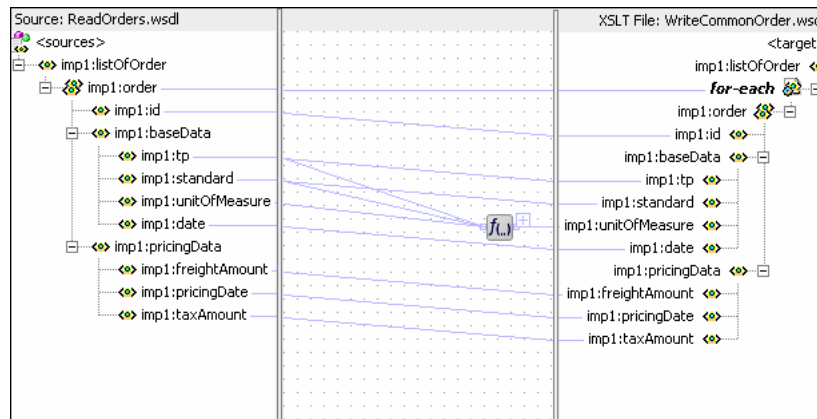 Source: ReadOrders.wsdl
<sources>
imp1:listOfOrder
imp1:order
imp1:id
imp1:baseData
imp1:tp
imp1:standard
imp1:unitOfMeasure
imp1:date
imp1:pricingData
imp1:freightAmount
imp1:pricingDate
imp1:taxAmount
f(..)
XSLT File: WriteCommonOrder.wsd
<target
imp1:listOfOrder
for-each
imp1:order
imp1:id
imp1:baseData
imp1:tp
imp1:standard
imp1:unitOfMeasure
imp1:date
imp1:pricingData
imp1:freightAmount
imp1:pricingDate
imp1:taxAmount